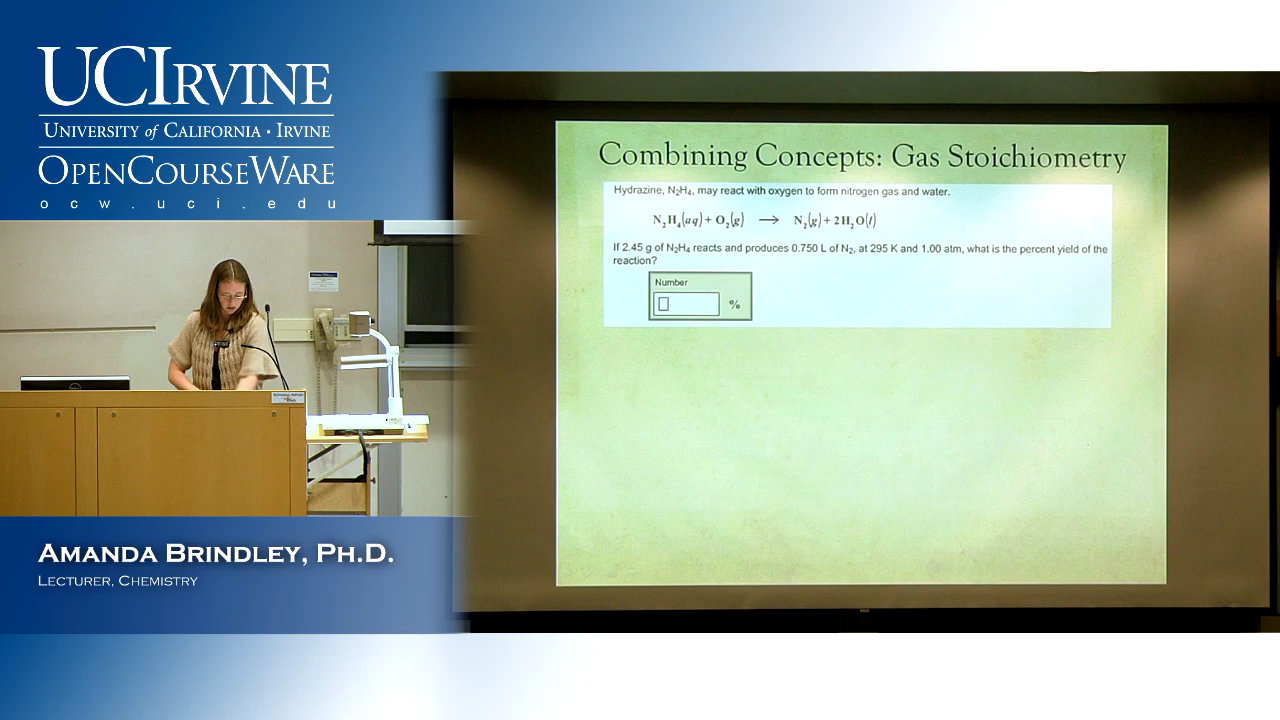 UCIRVINE
UNIVERSITY of CALIFORNIA · IRVINE
OPENCOURSEWARE
ocw.uci.edu
Combining Concepts: Gas Stoichiometry
Hydrazine, N₂H₄, may react with oxygen to form nitrogen gas and water.
N₂H₄(aq) + O₂(g) → N₂(g) + 2H₂O(l)
If 2.45 g of N₂H₄ reacts and produces 0.750 L of N₂, at 295 K and 1.00 atm, what is the percent yield of the
reaction?
Number
%
AMANDA BRINDLEY, PH.D.
LECTURER, CHEMISTRY